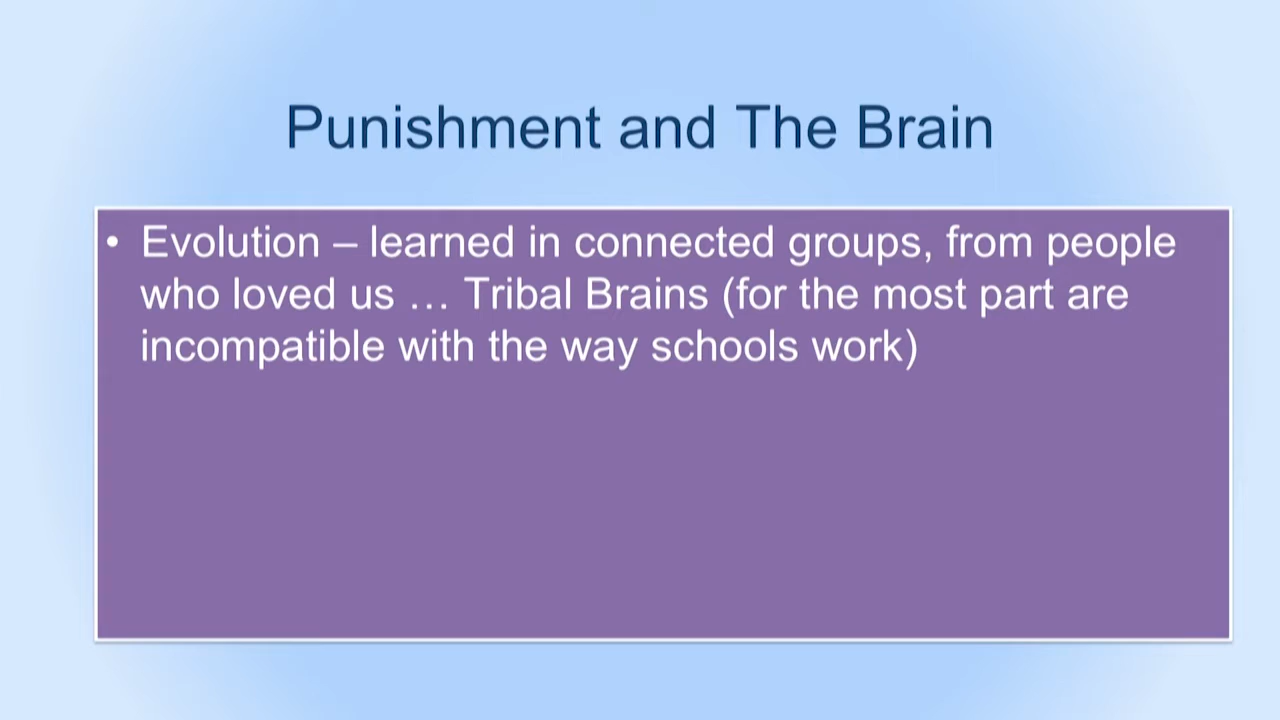 Punishment and The Brain
• Evolution – learned in connected groups, from people
who loved us … Tribal Brains (for the most part are
incompatible with the way schools work)